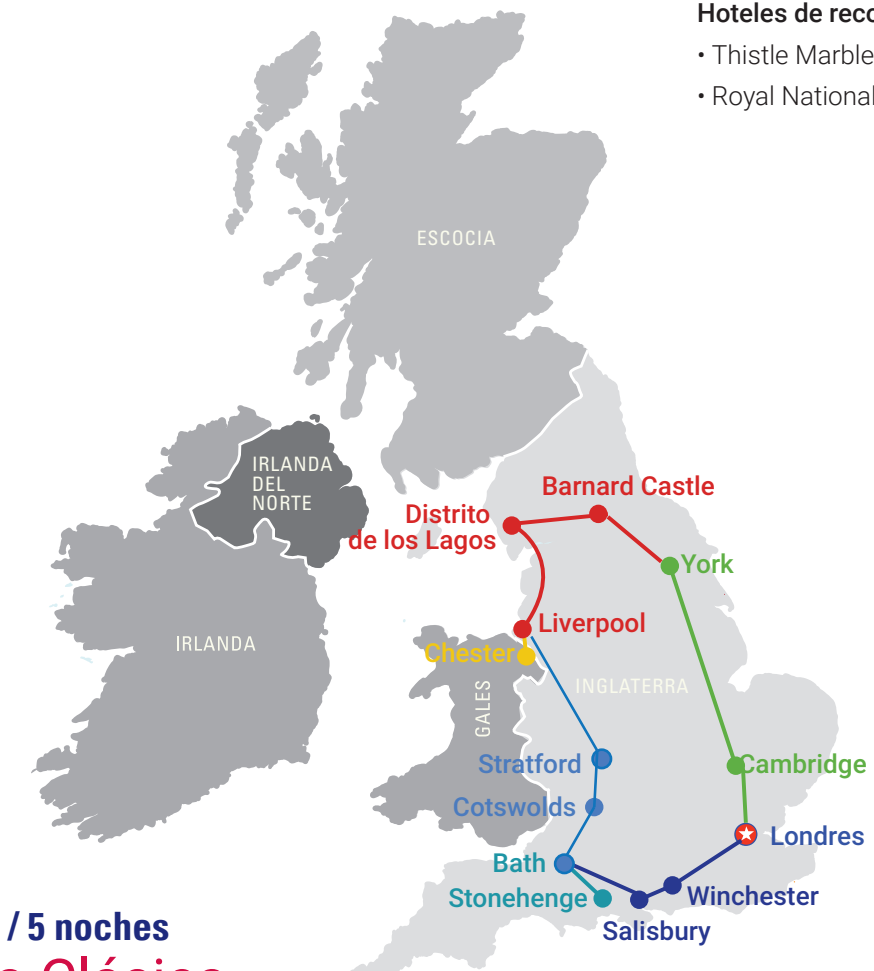 Hoteles de
• Thistle Marble
• Royal National
ESCOCIA
IRLANDA
DEL
NORTE
Barnard Castle
Distrito
de los Lagos
York
Liverpool
IRLANDA
Chester
INGLATERRA
GALES
Stratford
Cambridge
Cotswolds
Londres
Bath
Stonehenge
Winchester
Salisbury
/ 5 noches
Clásico